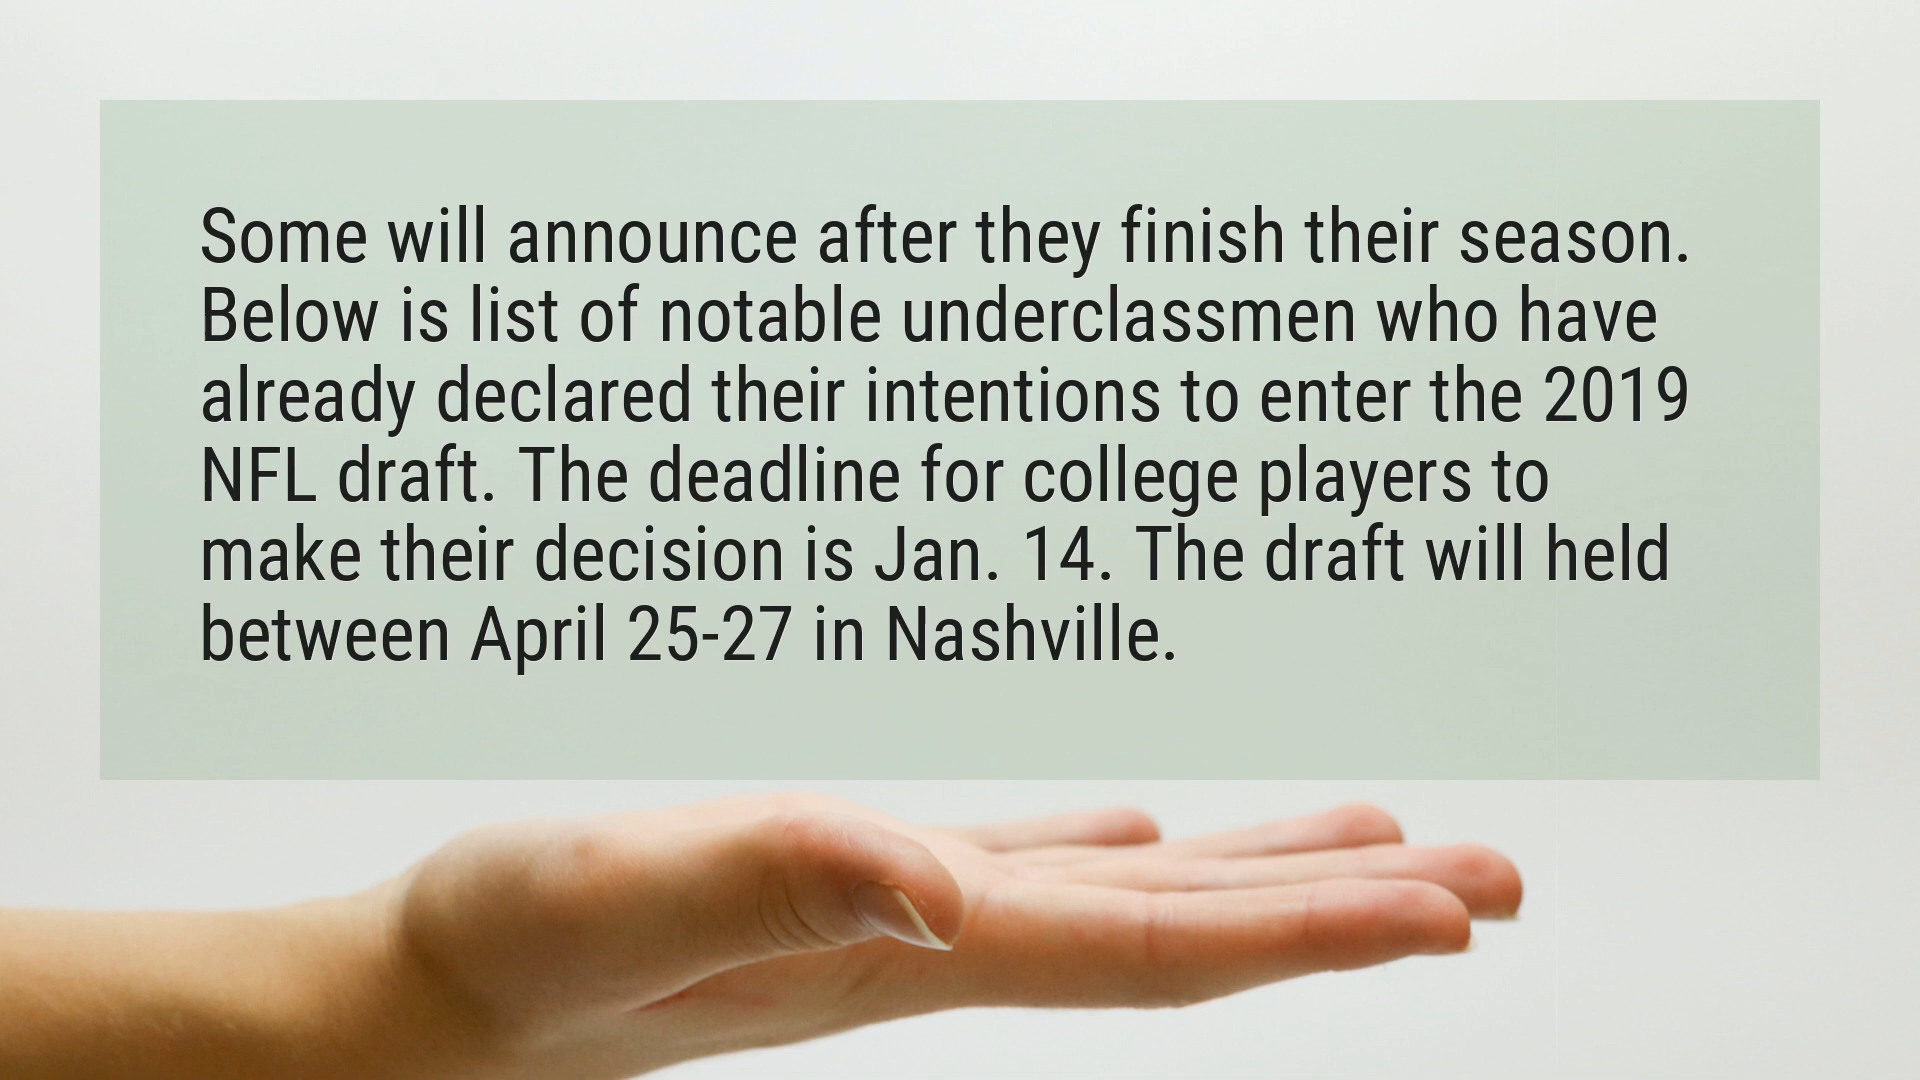 Some will announce after they finish their season.
Below is list of notable underclassmen who have
already declared their intentions to enter the 2019
NFL draft. The deadline for college players to
make their decision is Jan. 14. The draft will held
between April 25-27 in Nashville.